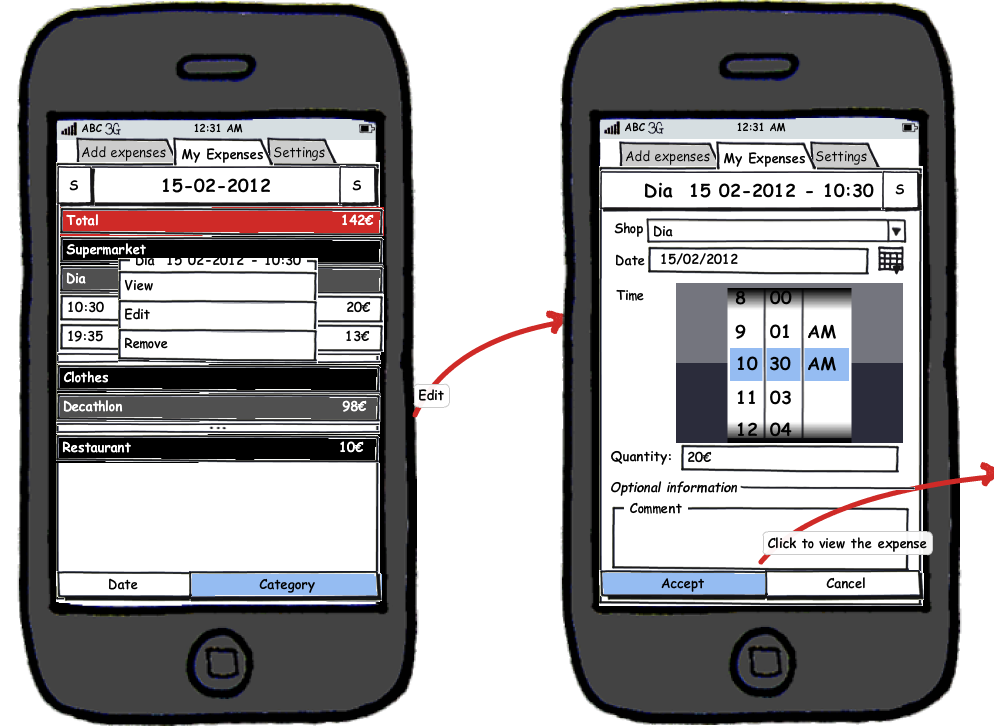 ABC 3G 12:31 AM
Add expenses My Expenses Settings
S 15-02-2012 S
Total 142€
Supermarket
Dia 15 02-2012 - 10:30
Dia
View
10:30 20€
Edit
19:35 13€
Remove
Clothes
Decathlon 98€
...
Restaurant 10€
Date Category
Edit
ABC 3G 12:31 AM
Add expenses My Expenses Settings
Dia 15 02-2012 - 10:30 S
Shop Dia
Date 15/02/2012
Time
8 00
9 01 AM
10 30 AM
11 03
12 04
Quantity: 20€
Optional information
Comment
Click to view the expense
Accept Cancel